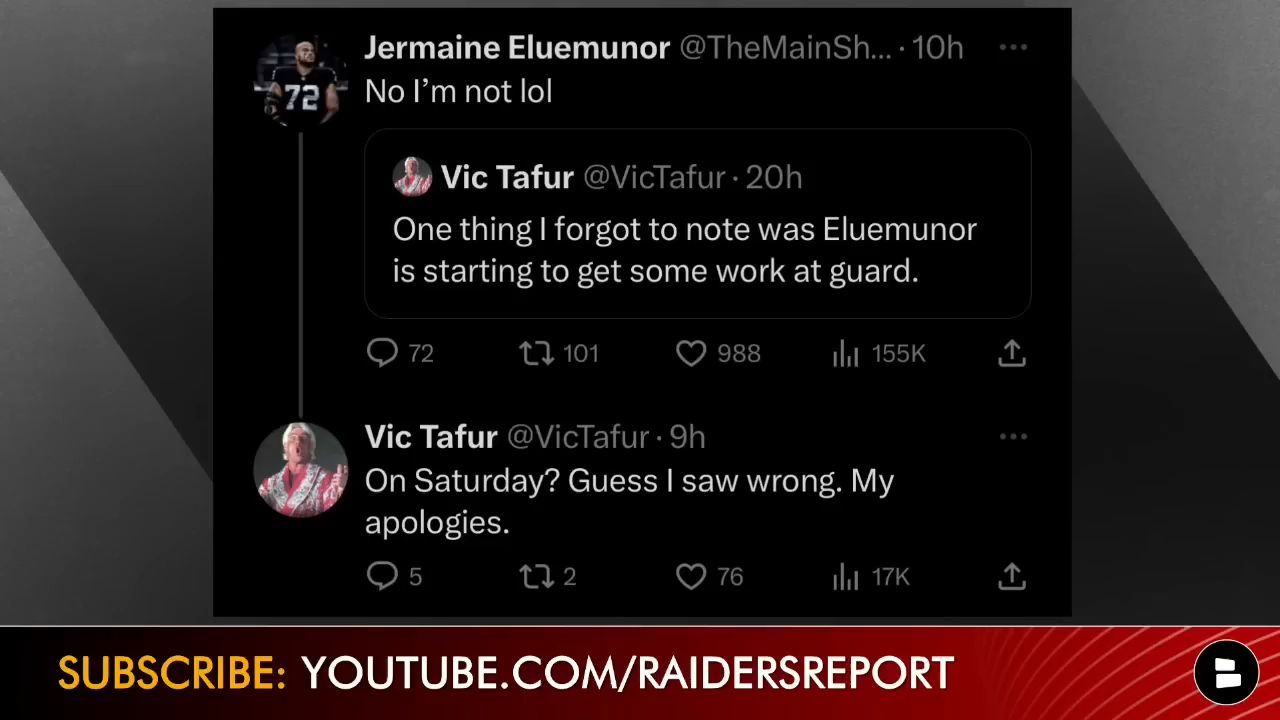 Jermaine Eluemunor @TheMainSh... · 10h
No I’m not lol
72
Vic Tafur @VicTafur · 20h
One thing I forgot to note was Eluemunor
is starting to get some work at guard.
72 101 988 155K
Vic Tafur @VicTafur · 9h
On Saturday? Guess I saw wrong. My
apologies.
5 2 76 17K
SUBSCRIBE: YOUTUBE.COM/RAIDERSREPORT